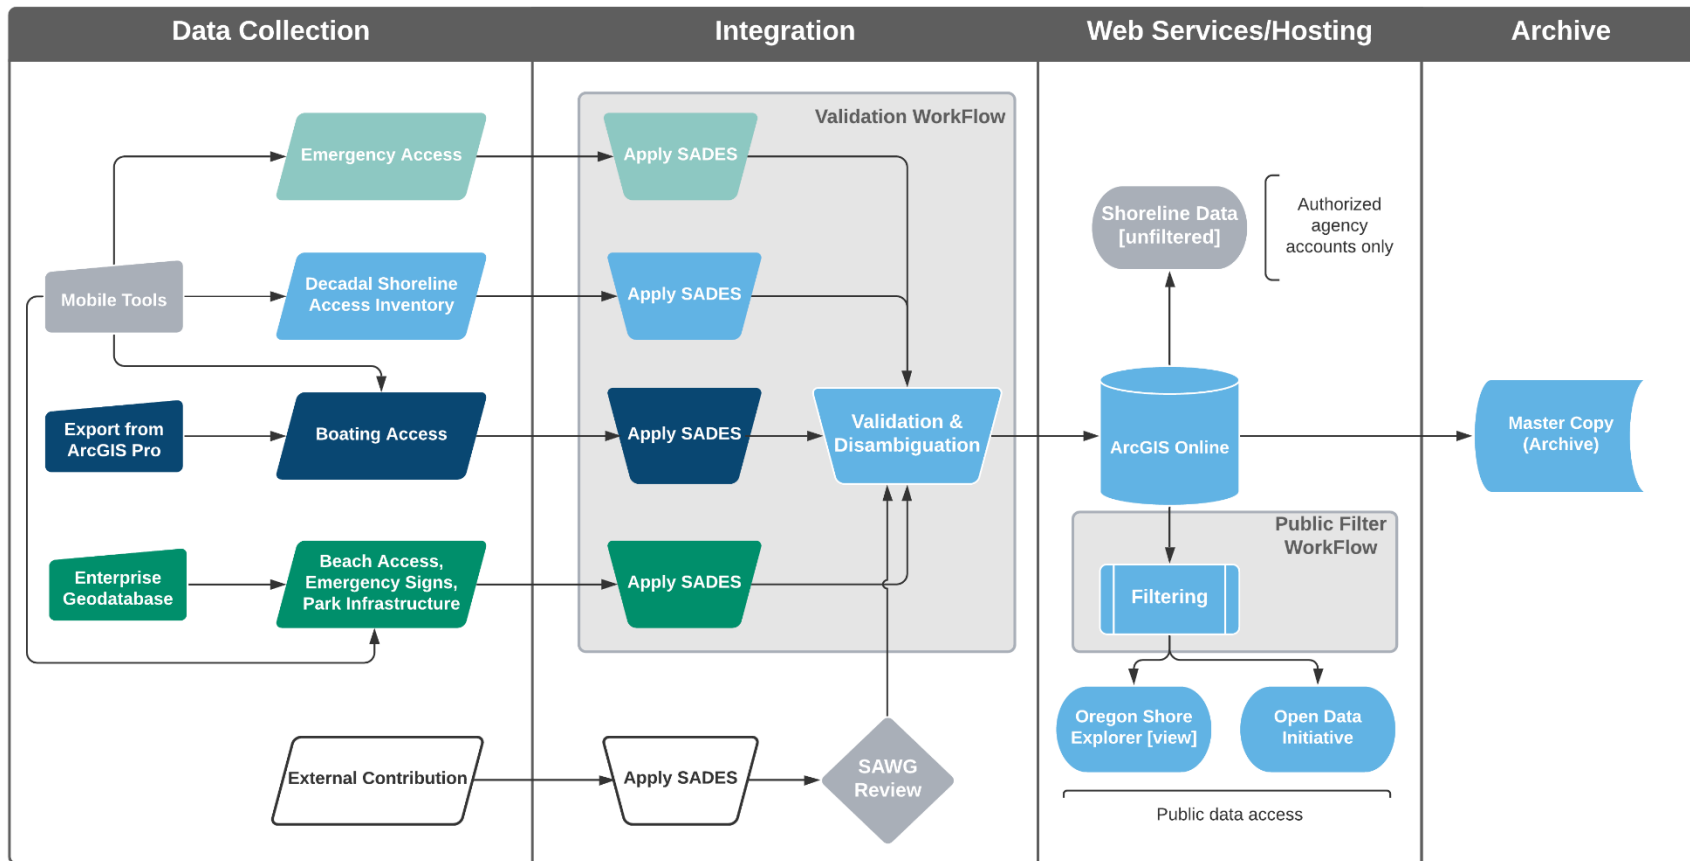 Data Collection
Integration
Web Services/Hosting
Archive
Validation WorkFlow
Emergency Access
Apply SADES
Shoreline Data
[unfiltered]
Authorized
agency
accounts only
Mobile Tools
Decadal Shoreline
Access Inventory
Apply SADES
Export from
ArcGIS Pro
Boating Access
Apply SADES
Validation &
Disambiguation
ArcGIS Online
Master Copy
(Archive)
Public Filter
WorkFlow
Enterprise
Geodatabase
Beach Access,
Emergency Signs,
Park Infrastructure
Apply SADES
Filtering
Oregon Shore
Explorer [view]
Open Data
Initiative
External Contribution
Apply SADES
SAWG
Review
Public data access